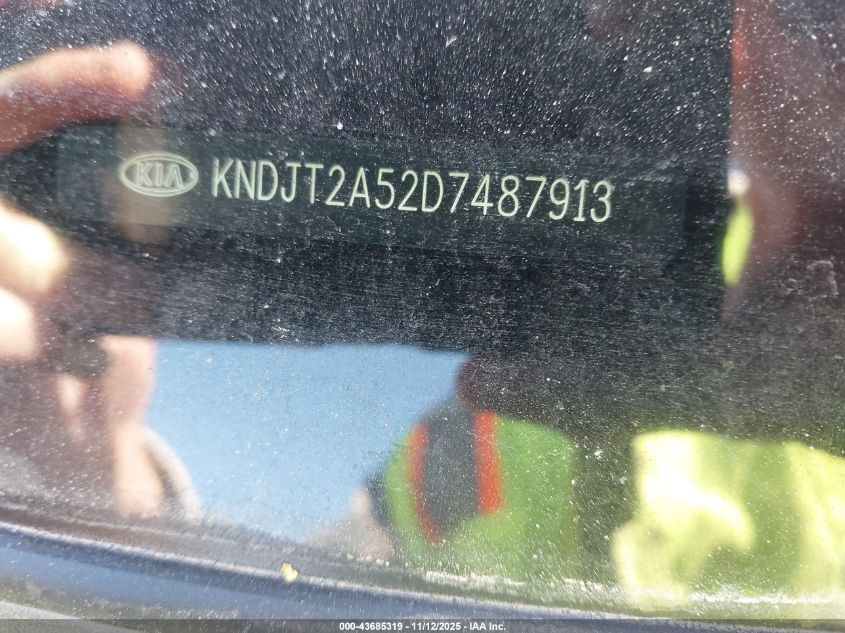 KIA KNDJT2A52D7487913
000-43685319 - 11/12/2025 - IAA Inc.